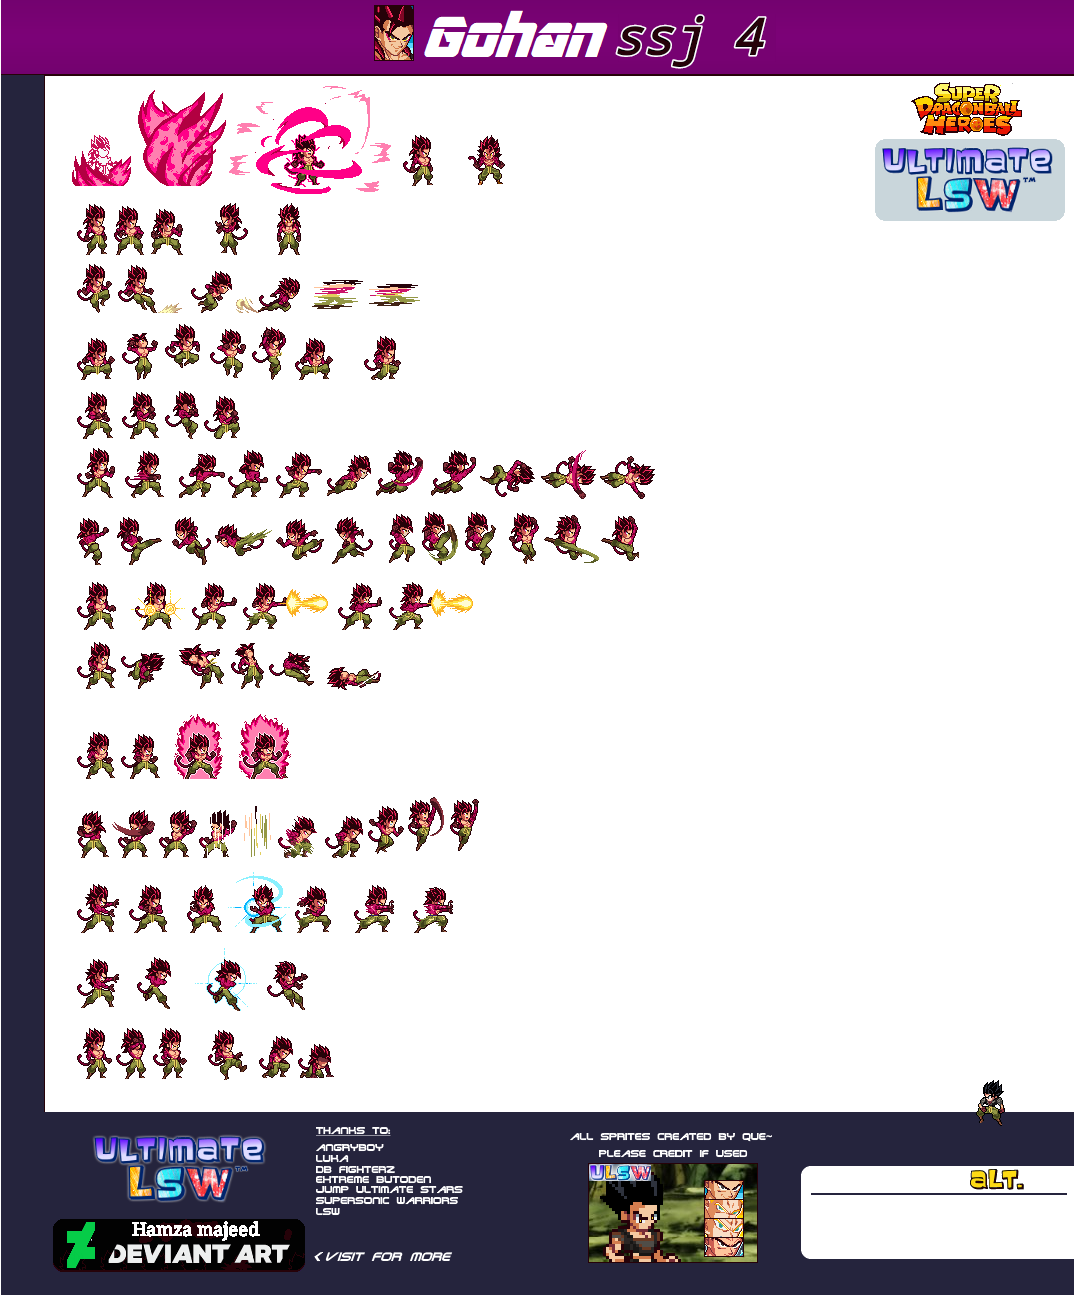 Gohan ssj 4
SUPER
DRAGONBALL
HEROES
ULTIMATE
LSW™
ULTIMATE
LSW™
Hamza majeed
DEVIANT ART
THANKS TO:
ANGRYBOY
LUKA
DB FIGHTERZ
EXTREME BUTODEN
JUMP ULTIMATE STARS
SUPERSONIC WARRIORS
LSW
< VISIT FOR MORE
ALL SPRITES CREATED BY QUE~
PLEASE CREDIT IF USED
ULSW
ALT.